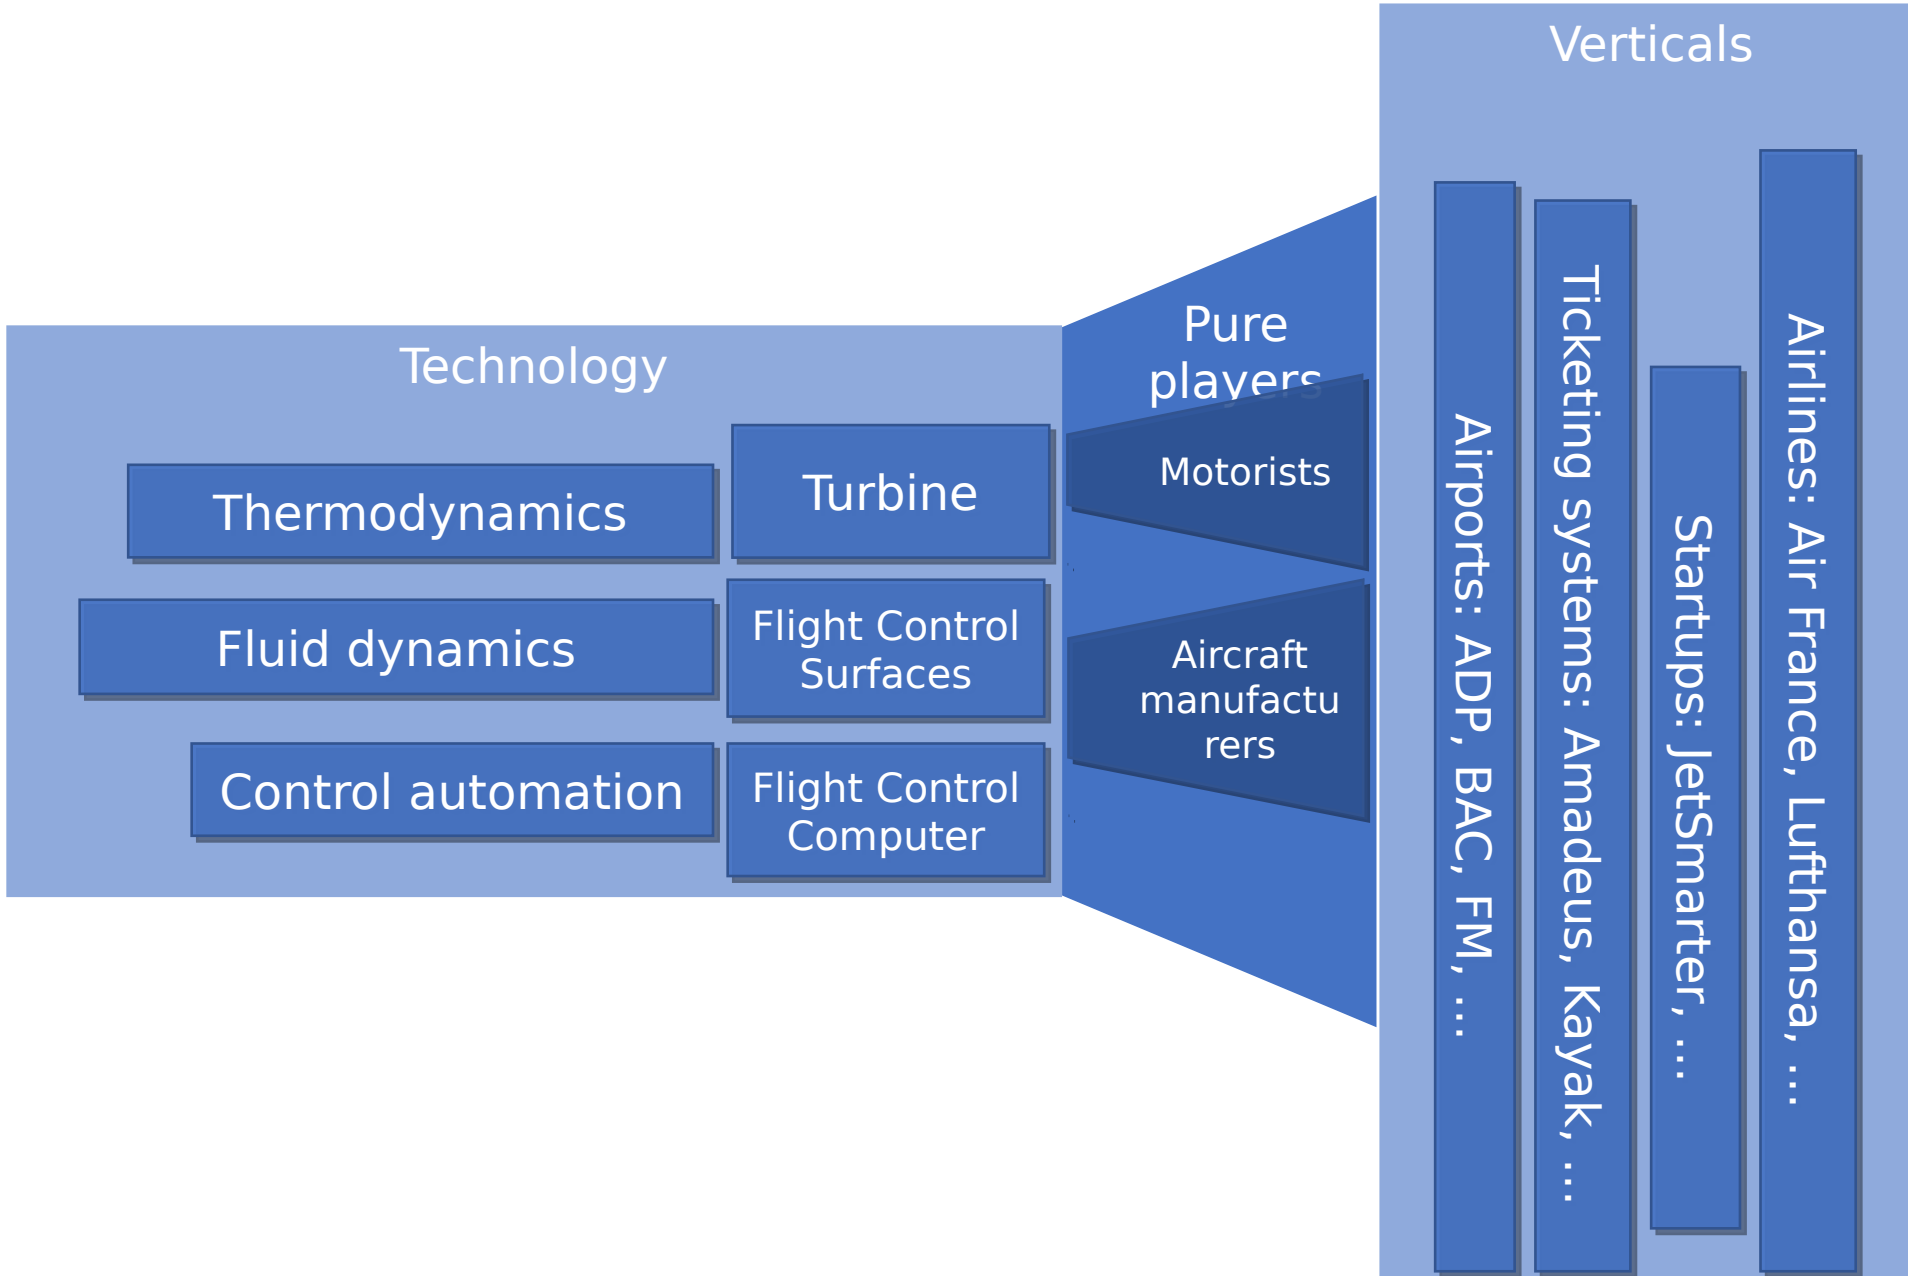 Technology
Thermodynamics
Turbine
Fluid dynamics
Flight Control
Surfaces
Control automation
Flight Control
Computer
Pure
players
Motorists
Aircraft
manufactu
rers
Verticals
Airports: ADP, BAC, FM, ...
Ticketing systems: Amadeus, Kayak, ...
Startups: JetSmarter, ...
Airlines: Air France, Lufthansa, ...